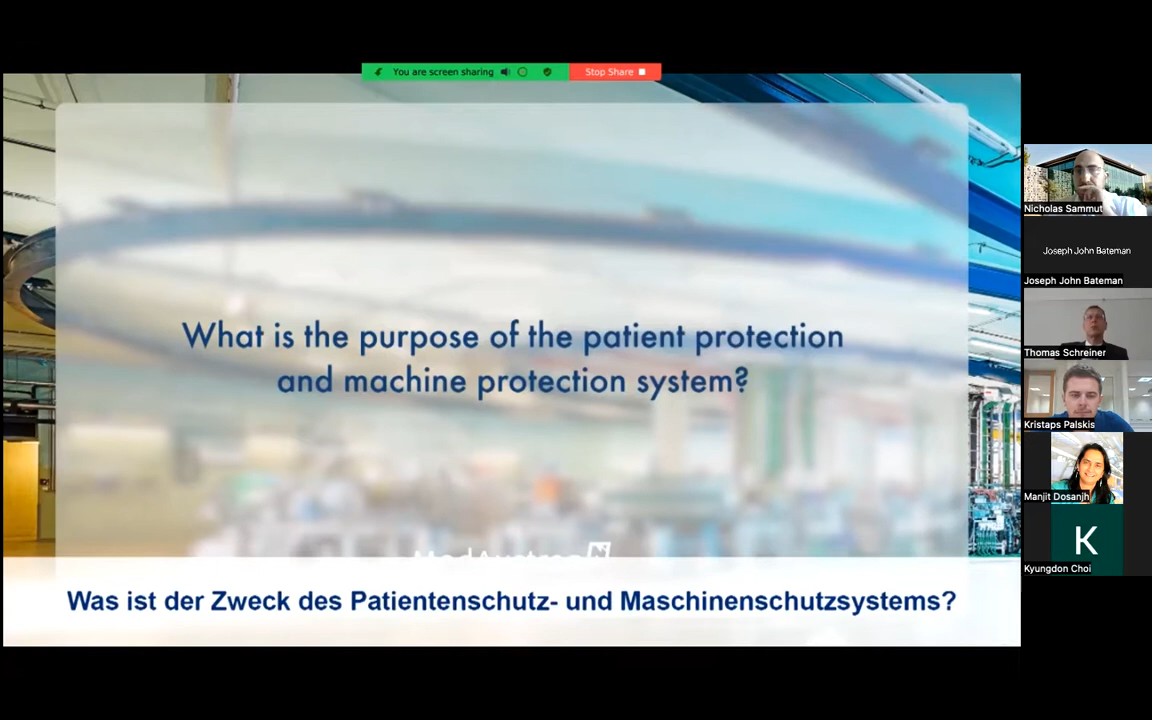 You are screen sharing
Stop Share
What is the purpose of the patient protection
and machine protection system?
MedAustron
Was ist der Zweck des Patientenschutz- und Maschinenschutzsystems?
Nicholas Sammut
Joseph John Bateman
Joseph John Bateman
Thomas Schreiner
Kristaps Palskis
Manjit Dosanjh
K
Kyungdon Choi